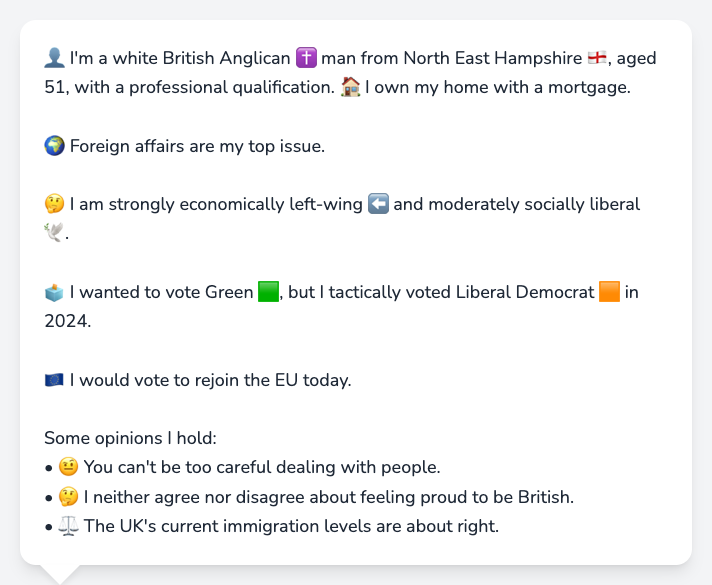 👤 I'm a white British Anglican ✝️ man from North East Hampshire 🏴󠁧󠁢󠁥󠁮󠁧󠁿, aged
51, with a professional qualification. 🏠 I own my home with a mortgage.
🌍 Foreign affairs are my top issue.
🤔 I am strongly economically left-wing ⬅️ and moderately socially liberal
🕊️.
🗳️ I wanted to vote Green 🟩, but I tactically voted Liberal Democrat 🟧 in
2024.
🇪🇺 I would vote to rejoin the EU today.
Some opinions I hold:
• 🤨 You can't be too careful dealing with people.
• 🤔 I neither agree nor disagree about feeling proud to be British.
• ⚖️ The UK's current immigration levels are about right.